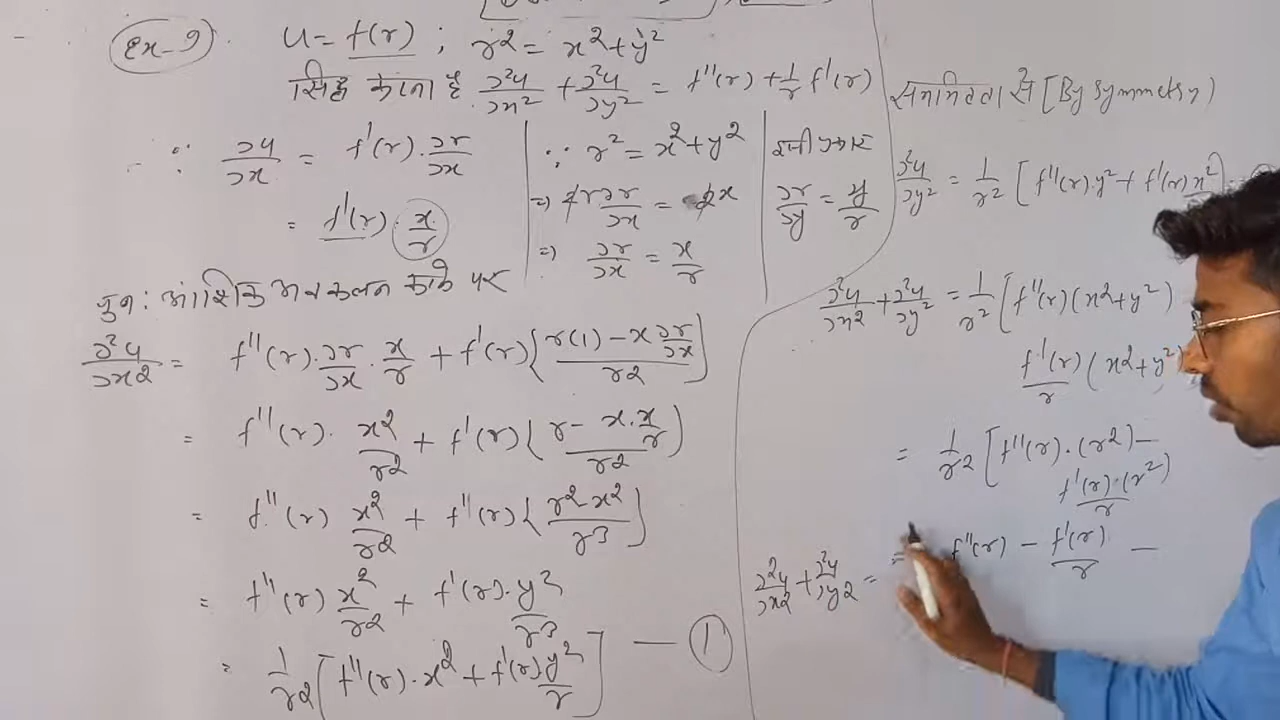 Ex-9. u = f(r) ; r² = x² + y²
सिद्ध करना है ∂²u/∂x² + ∂²u/∂y² = f''(r) + 1/r f'(r)
∵ ∂u/∂x = f'(r) · ∂r/∂x
= f'(r) · x/r
∵ r² = x² + y²
⇒ 2r ∂r/∂x = 2x
⇒ ∂r/∂x = x/r
इसी प्रकार
∂r/∂y = y/r
पुन: आंशिक अवकलन करने पर
∂²u/∂x² = f''(r) · ∂r/∂x · x/r + f'(r) { r(1) - x ∂r/∂x / r² }
= f''(r) · x²/r² + f'(r) { r - x · x/r / r² }
= f''(r) x²/r² + f''(r) { r² - x² / r³ }
= f''(r) x²/r² + f'(r) · y²/r³
= 1/r² [ f''(r) · x² + f'(r) y²/r ] — 1
सममितता से [By symmetry)
∂²u/∂y² = 1/r² [ f''(r) · y² + f'(r) x²
∂²u/∂x² + ∂²u/∂y² = 1/r² [ f''(r) (x² + y²)
f'(r)/r (x² + y²)
= 1/r² [ f''(r) · (r²) -
f'(r)/r · (r²)
∂²u/∂x² + ∂²u/∂y² = = f''(r) - f'(r)/r —